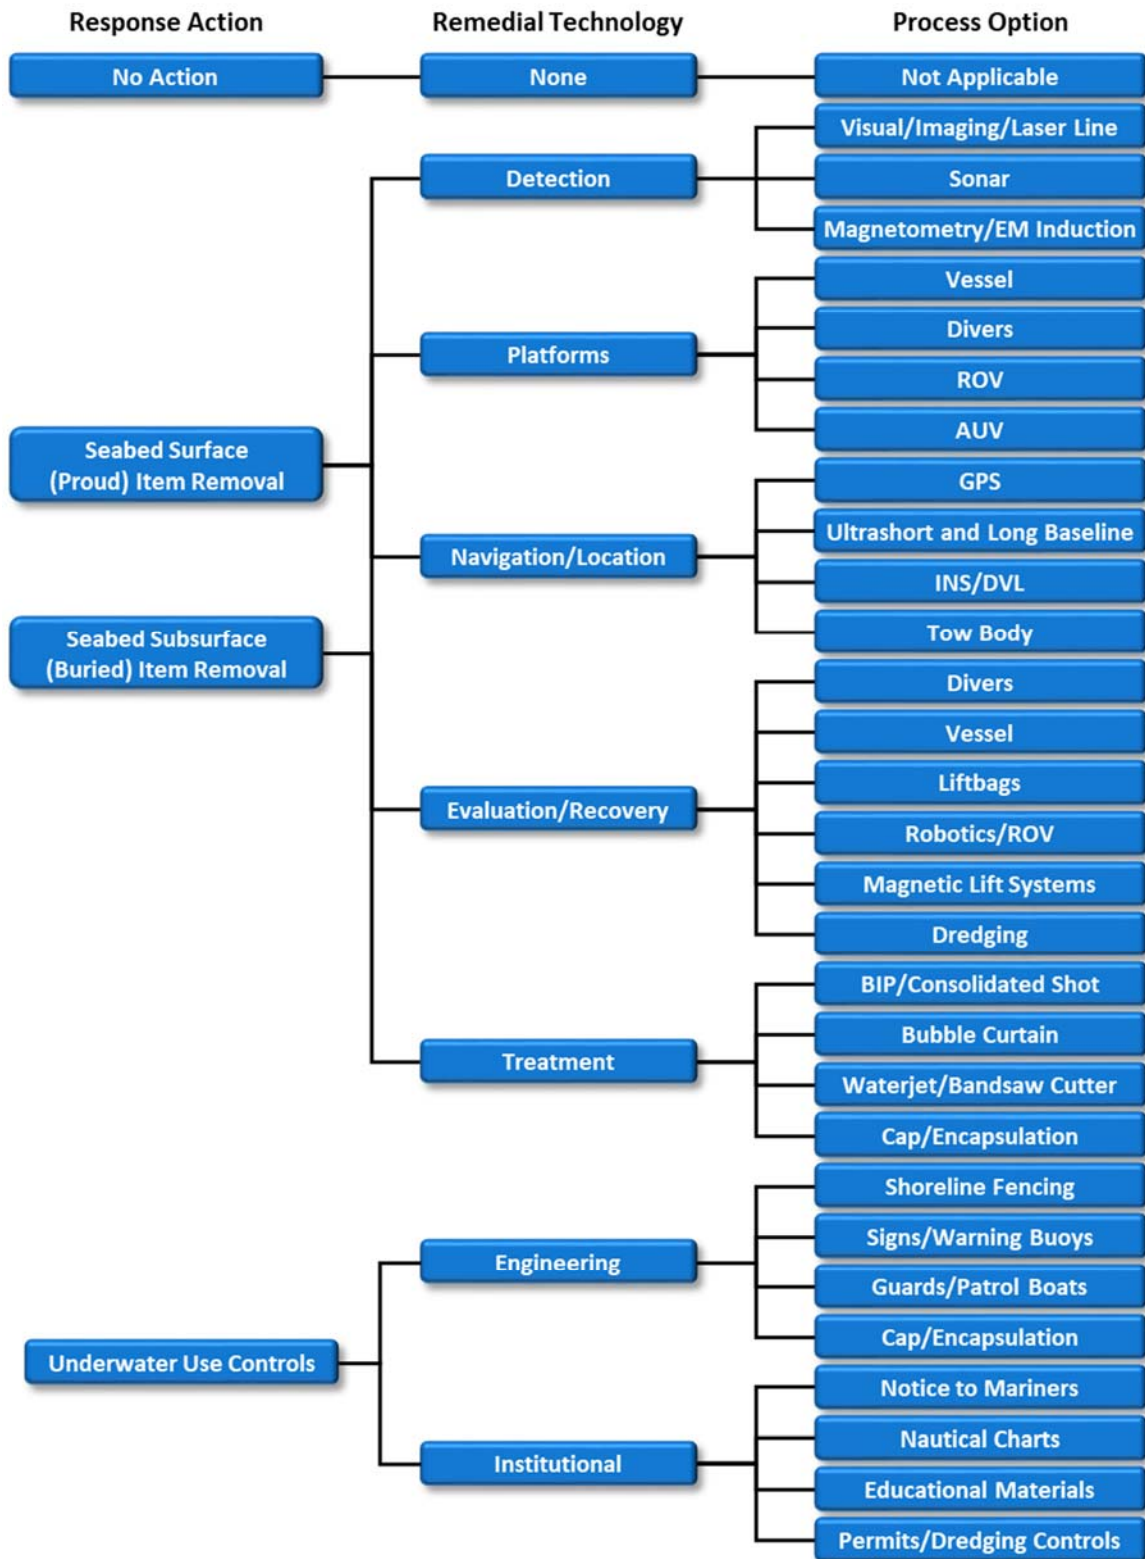 Response Action
Remedial Technology
Process Option
No Action
None
Not Applicable
Seabed Surface
(Proud) Item Removal
Seabed Subsurface
(Buried) Item Removal
Detection
Visual/Imaging/Laser Line
Sonar
Magnetometry/EM Induction
Platforms
Vessel
Divers
ROV
AUV
Navigation/Location
GPS
Ultrashort and Long Baseline
INS/DVL
Tow Body
Evaluation/Recovery
Divers
Vessel
Liftbags
Robotics/ROV
Magnetic Lift Systems
Dredging
Treatment
BIP/Consolidated Shot
Bubble Curtain
Waterjet/Bandsaw Cutter
Cap/Encapsulation
Underwater Use Controls
Engineering
Shoreline Fencing
Signs/Warning Buoys
Guards/Patrol Boats
Cap/Encapsulation
Institutional
Notice to Mariners
Nautical Charts
Educational Materials
Permits/Dredging Controls